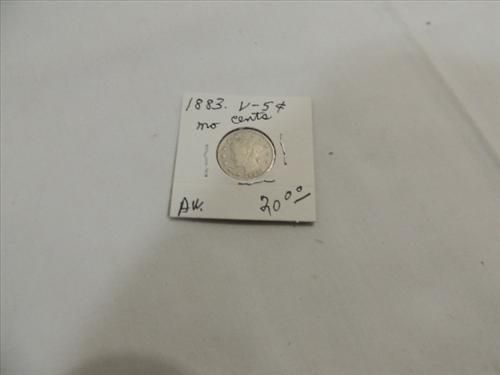 1883. V-5¢
no cents
AU. 20.00